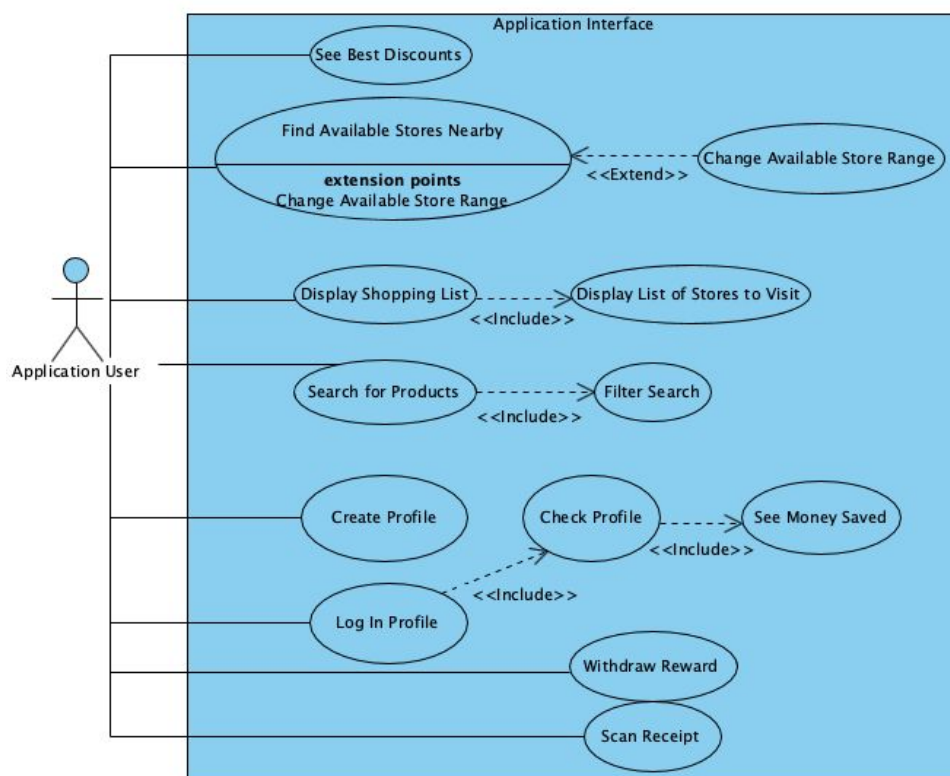 Application Interface
See Best Discounts
Find Available Stores Nearby
extension points
Change Available Store Range
<<Extend>>
Change Available Store Range
Display Shopping List
<<Include>>
Display List of Stores to Visit
Application User
Search for Products
<<Include>>
Filter Search
Create Profile
Check Profile
<<Include>>
See Money Saved
Log In Profile
<<Include>>
Withdraw Reward
Scan Receipt